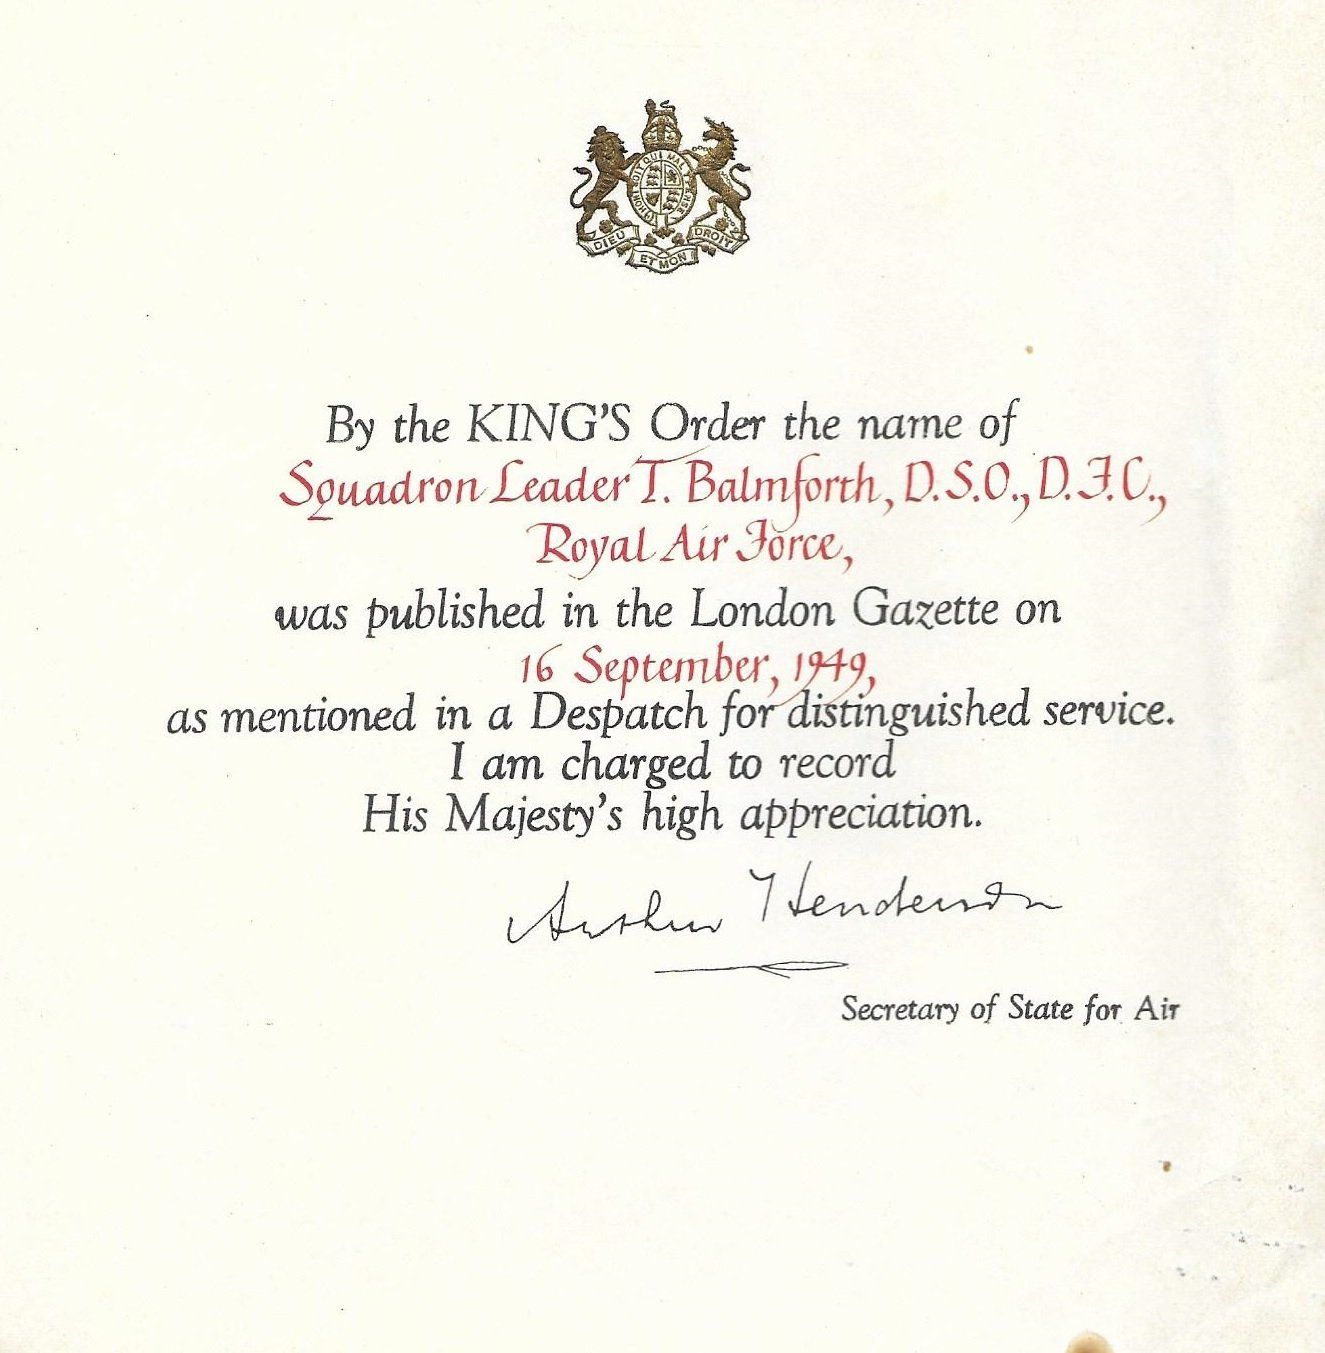 HONI SOIT QUI MAL Y PENSE
DIEU ET MON DROIT
By the KING'S Order the name of
Squadron Leader T. Balmforth, D.S.O., D.F.C.,
Royal Air Force,
was published in the London Gazette on
16 September, 1949,
as mentioned in a Despatch for distinguished service.
I am charged to record
His Majesty's high appreciation.
Arthur Henderson
Secretary of State for Air